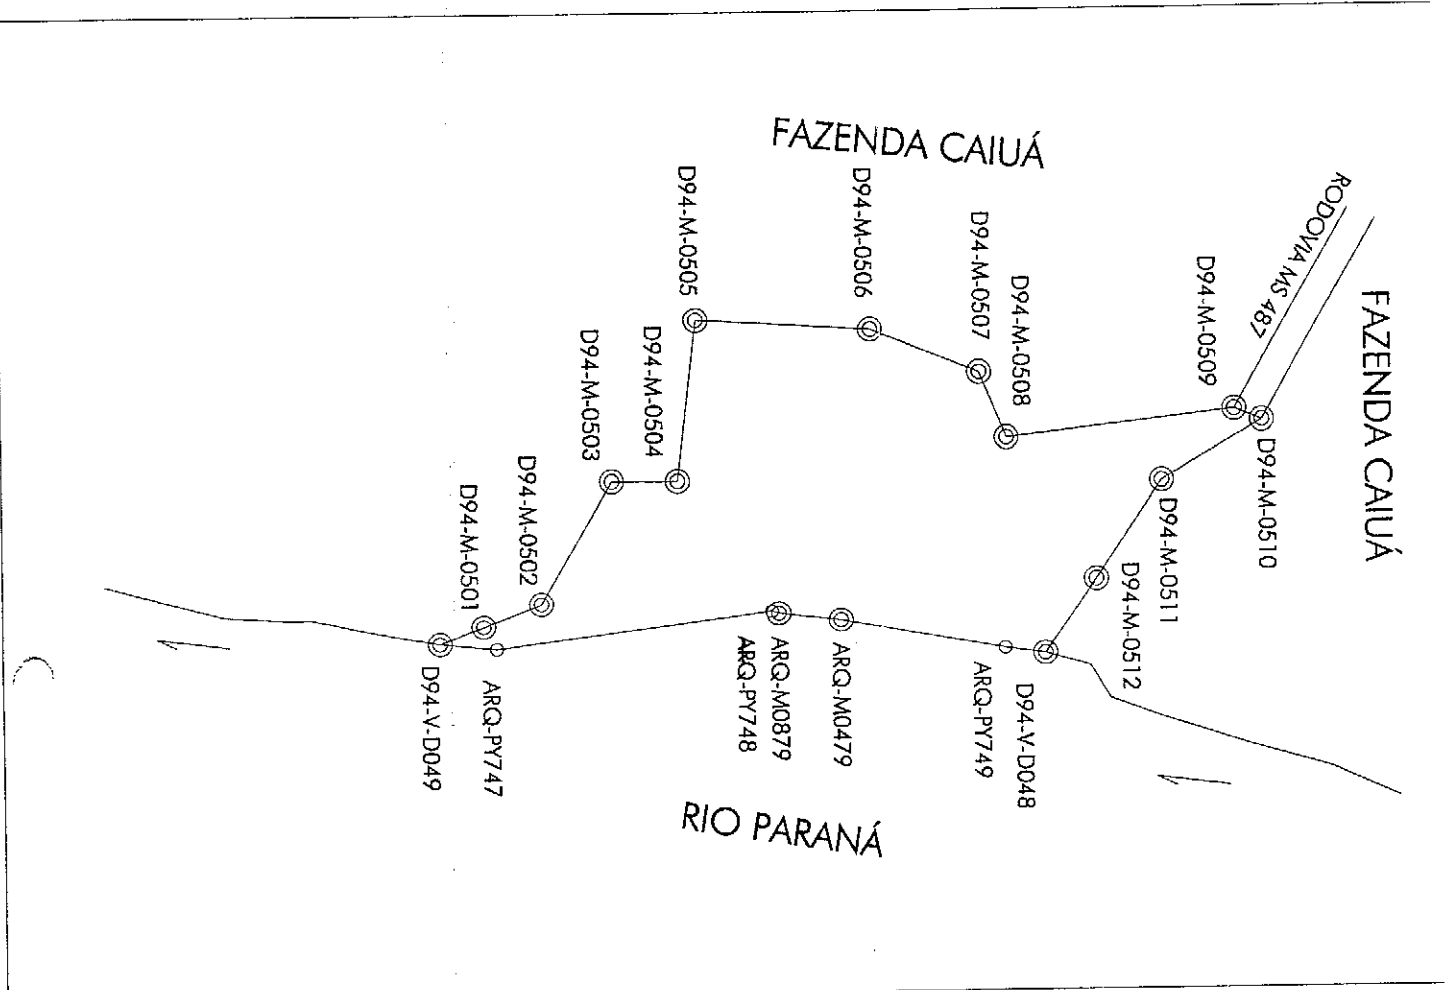 FAZENDA CAIUÁ
RODOVIA MS 487
FAZENDA CAIUÁ
D94-M-0505
D94-M-0506
D94-M-0507
D94-M-0508
D94-M-0509
D94-M-0510
D94-M-0503
D94-M-0504
D94-M-0511
D94-M-0512
D94-M-0501
D94-M-0502
D94-V-D049
ARQ-PY747
ARQ-PY748
ARQ-M0879
ARQ-M0479
ARQ-PY749
D94-V-D048
RIO PARANÁ